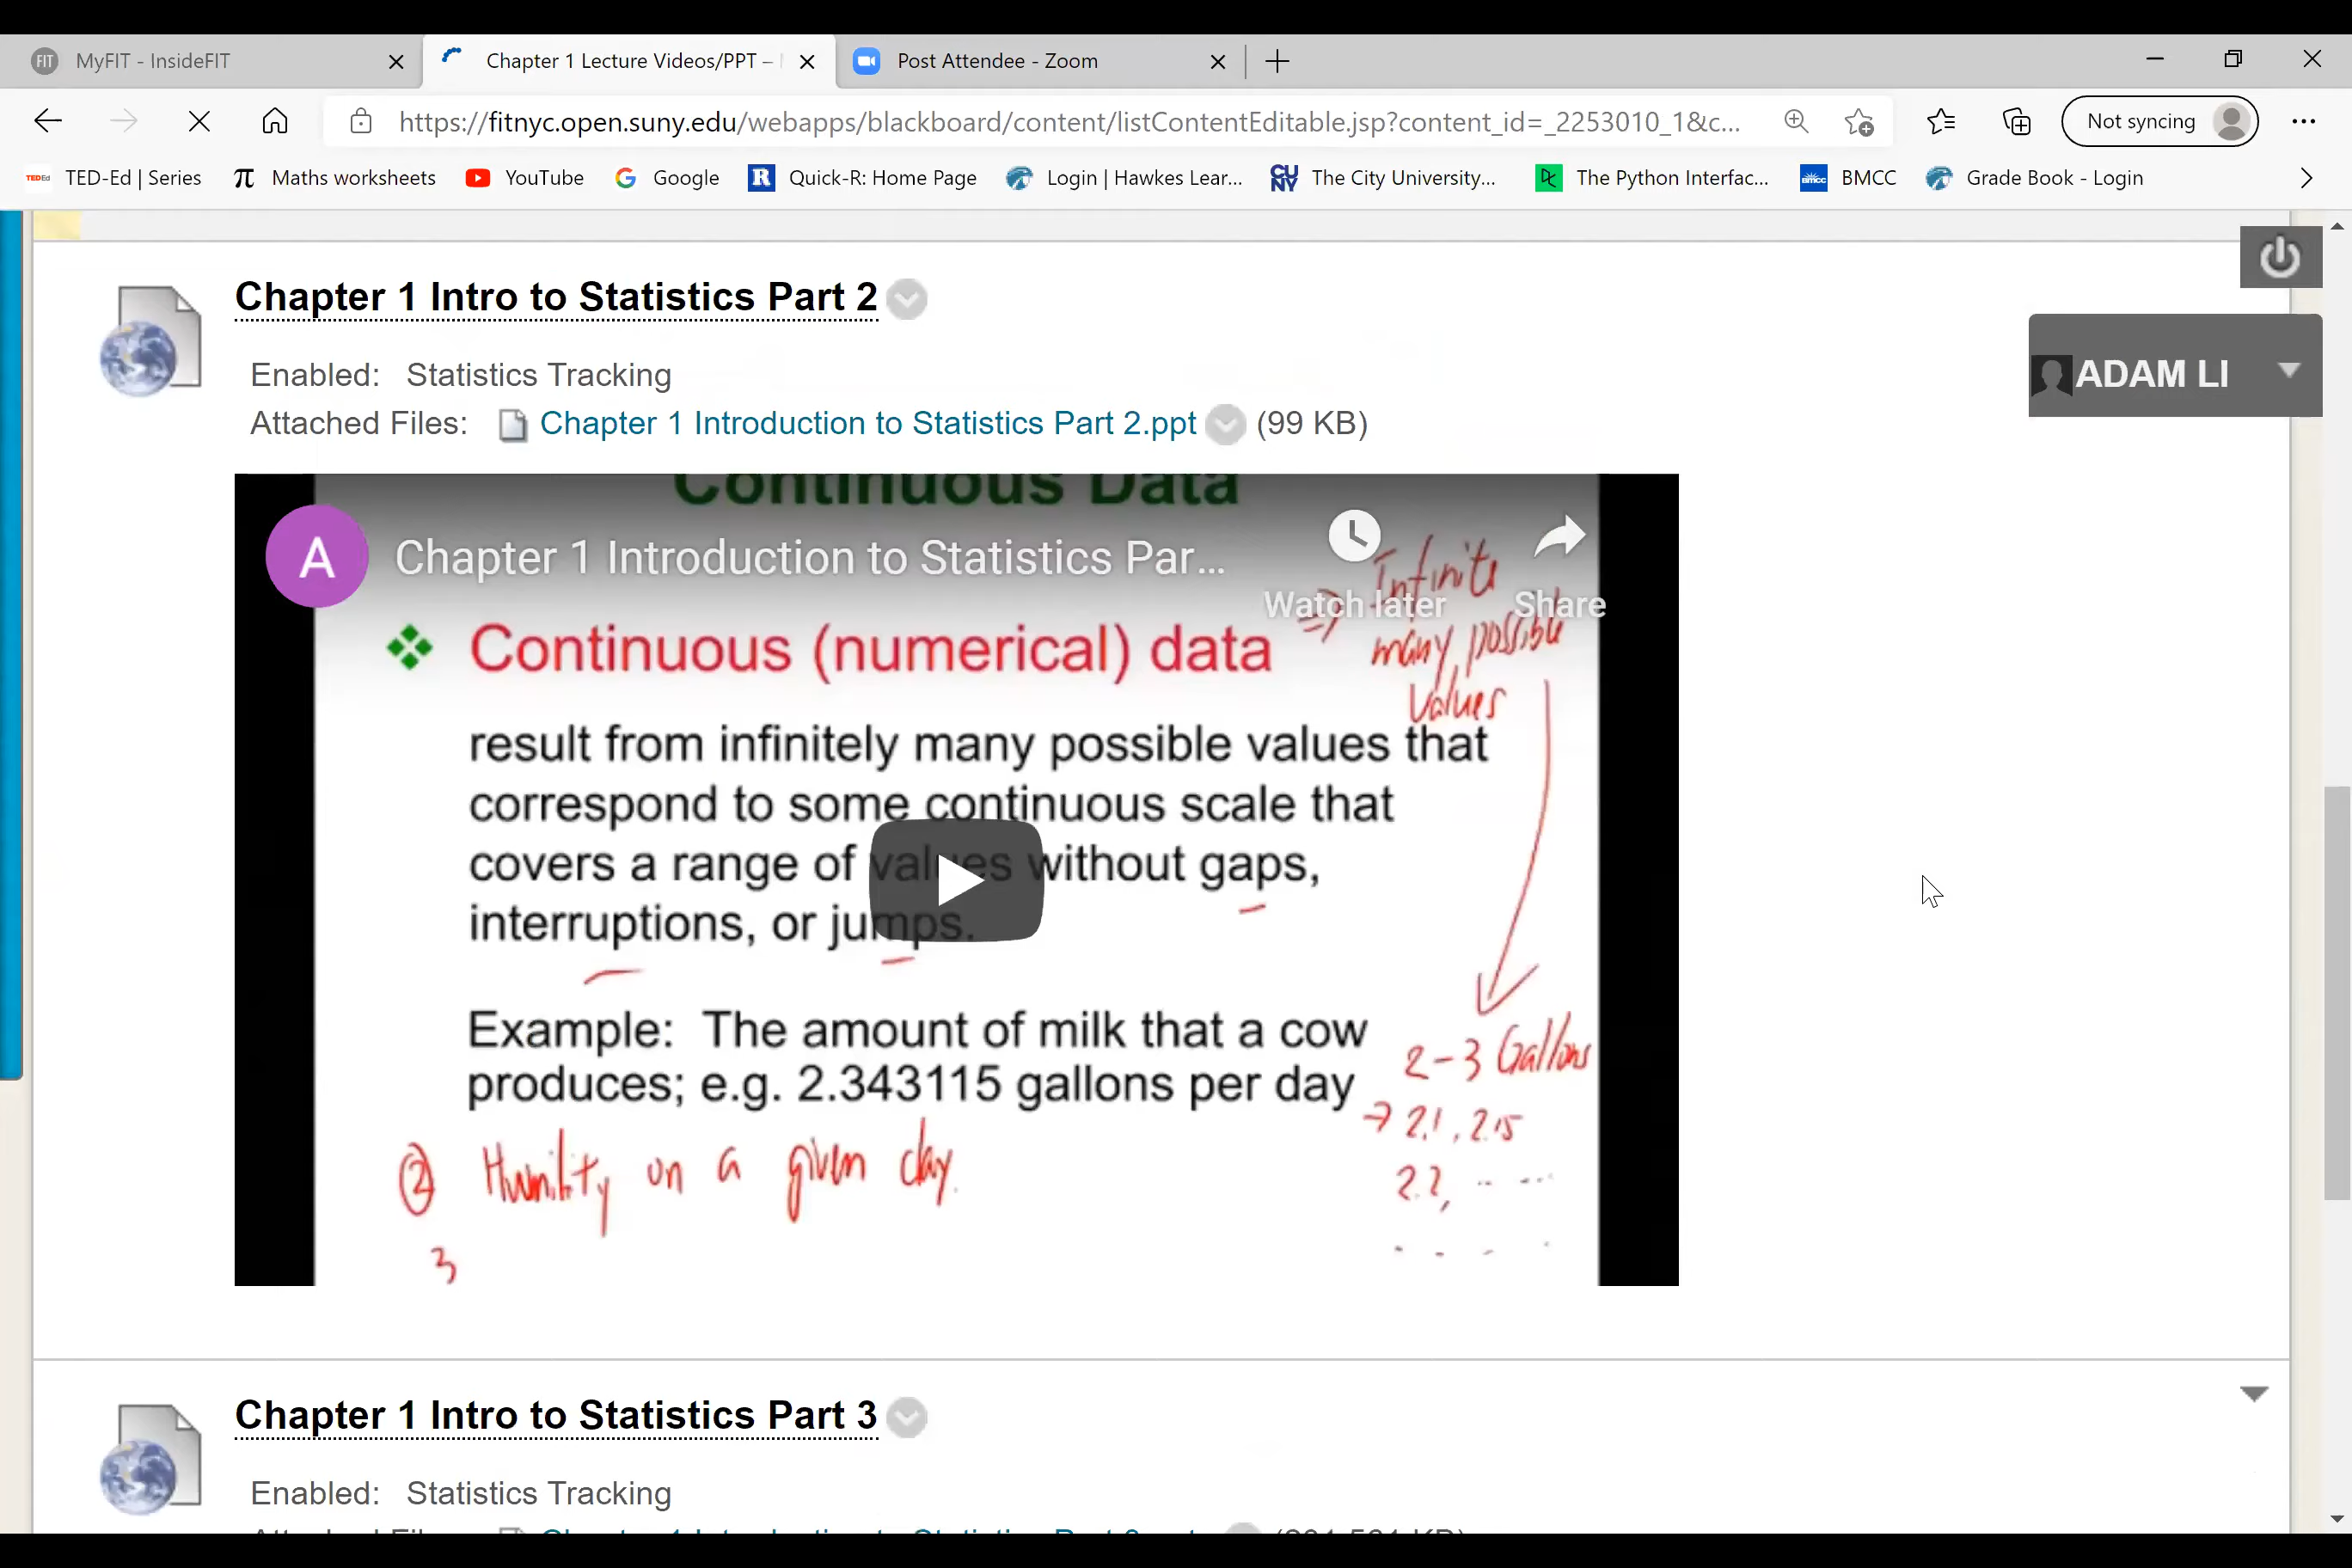 FIT MyFIT - InsideFIT
Chapter 1 Lecture Videos/PPT –
Post Attendee - Zoom
https://fitnyc.open.suny.edu/webapps/blackboard/content/listContentEditable.jsp?content_id=_2253010_1&c...
Not syncing
TED-Ed | Series
Maths worksheets
YouTube
Google
R Quick-R: Home Page
Login | Hawkes Lear...
CUNY The City University...
The Python Interfac...
BMCC BMCC
Grade Book - Login
Chapter 1 Intro to Statistics Part 2
ADAM LI
Enabled: Statistics Tracking
Attached Files: Chapter 1 Introduction to Statistics Part 2.ppt (99 KB)
Continuous Data
A Chapter 1 Introduction to Statistics Par...
Watch later Share
⇒ Infinite
many possible
values
Continuous (numerical) data
result from infinitely many possible values that
correspond to some continuous scale that
covers a range of values without gaps,
interruptions, or jumps.
Example: The amount of milk that a cow
produces; e.g. 2.343115 gallons per day
2-3 Gallons
→ 2.1, 2.15
2.2, ...
② Humility on a given day.
3
Chapter 1 Intro to Statistics Part 3
Enabled: Statistics Tracking